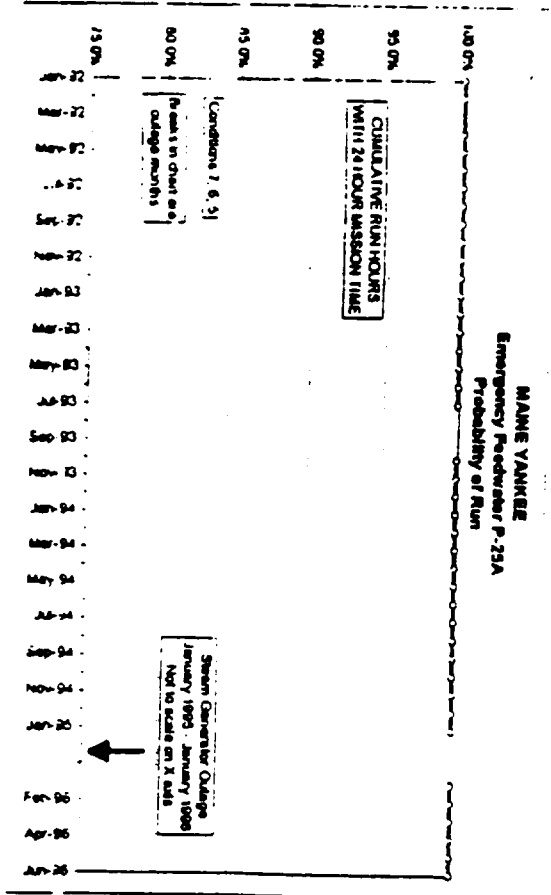 MAINE YANKEE
Emergency Feedwater P-25A
Probability of Run
100.0%
95.0%
90.0%
85.0%
80.0%
75.0%
CUMULATIVE RUN HOURS
WITH 24 HOUR MISSION TIME
Conditions 7, 6, 5
Breaks in chart are
outage months
Steam Generator Outage
January 1995 - January 1996
Not to scale on X axis
Jan-92
Mar-92
May-92
Sep-92
Nov-92
Jan-93
Mar-93
May-93
Jul-93
Sep-93
Nov-93
Jan-94
Mar-94
May-94
Jul-94
Sep-94
Nov-94
Jan-95
Feb-96
Apr-96
Jun-96